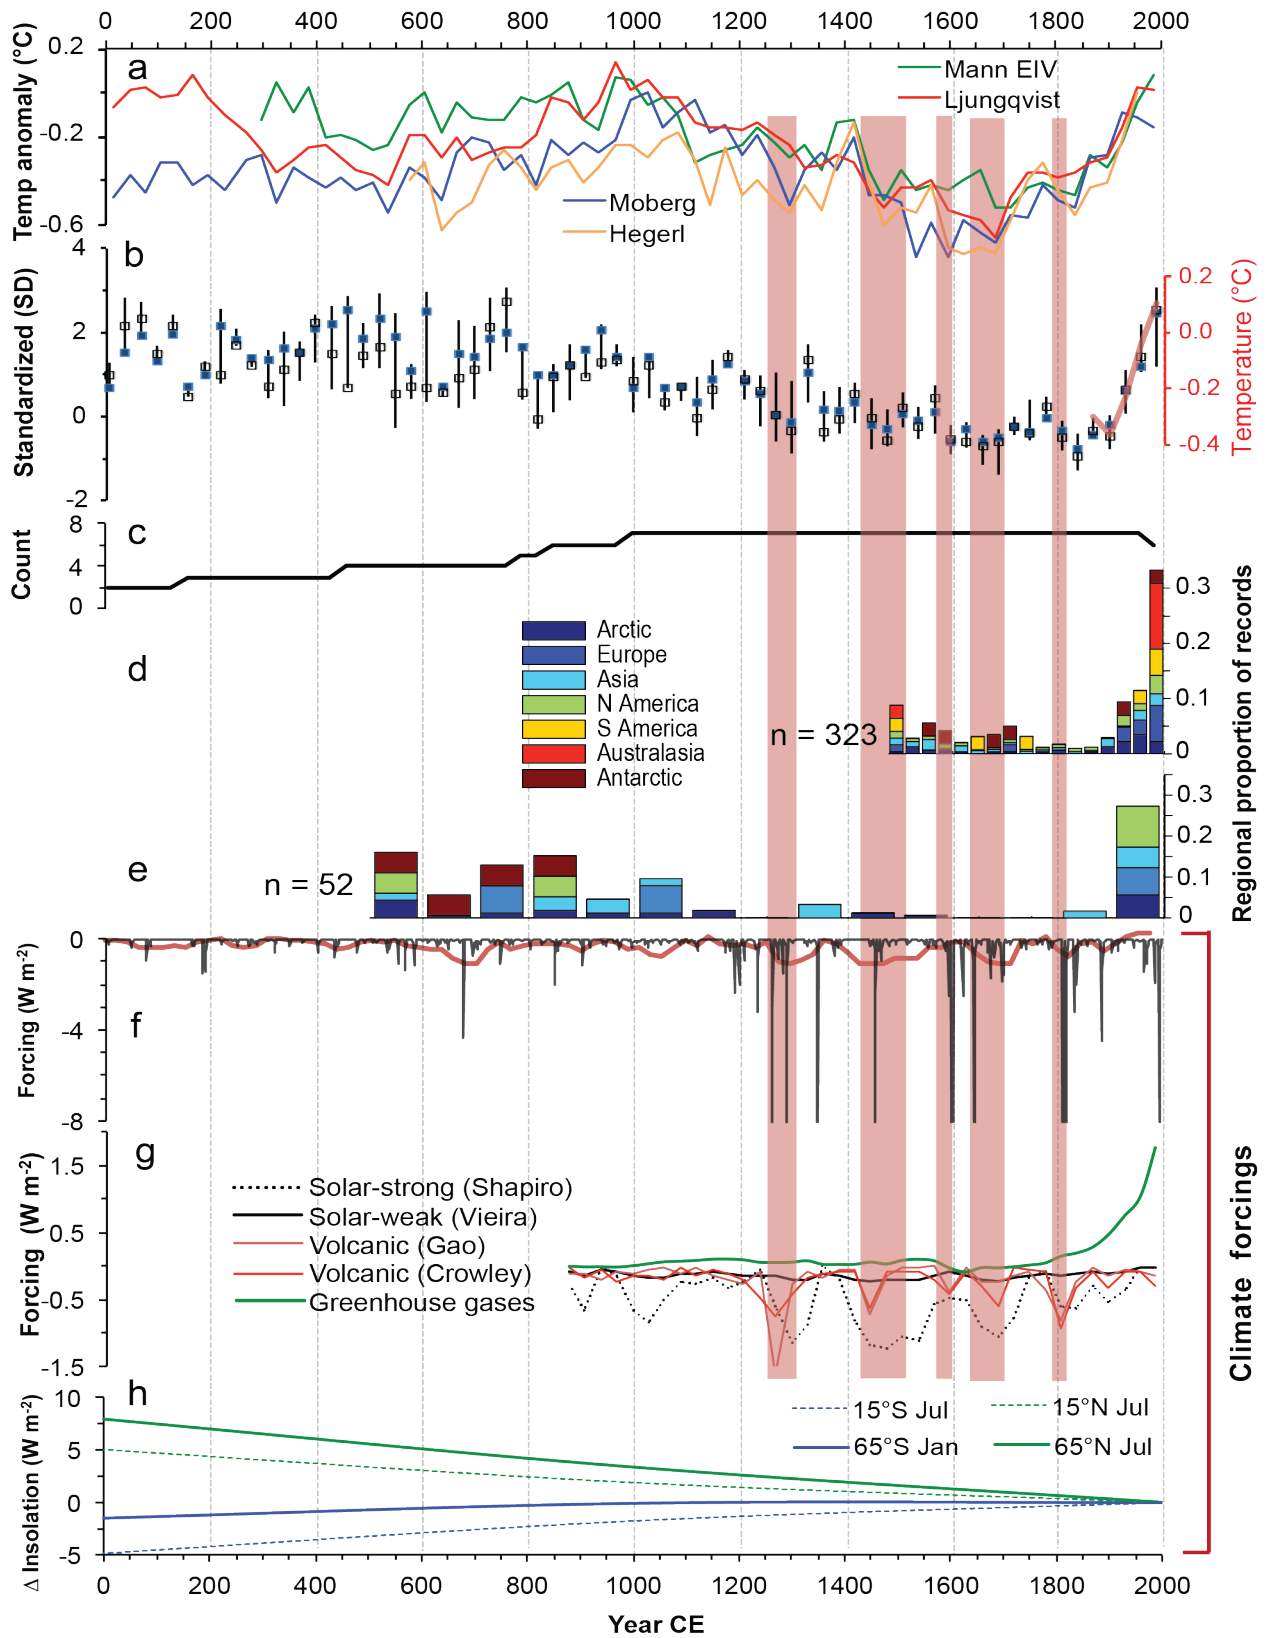 0 200 400 600 800 1000 1200 1400 1600 1800 2000
a
Temp anomaly (°C)
0.2
-0.2
-0.6
Mann EIV
Ljungqvist
Moberg
Hegerl
b
Standardized (SD)
4
2
0
-2
0.2
0.0
-0.2
-0.4
Temperature (°C)
c
Count
8
4
0
d
Arctic
Europe
Asia
N America
S America
Australasia
Antarctic
n = 323
0.3
0.2
0.1
0
Regional proportion of records
e
n = 52
0.3
0.2
0.1
0
f
Forcing (W m-2)
0
-4
-8
g
Forcing (W m-2)
1.5
0.5
-0.5
-1.5
Solar-strong (Shapiro)
Solar-weak (Vieira)
Volcanic (Gao)
Volcanic (Crowley)
Greenhouse gases
Climate forcings
h
Δ Insolation (W m-2)
10
5
0
-5
15°S Jul
15°N Jul
65°S Jan
65°N Jul
0 200 400 600 800 1000 1200 1400 1600 1800 2000
Year CE